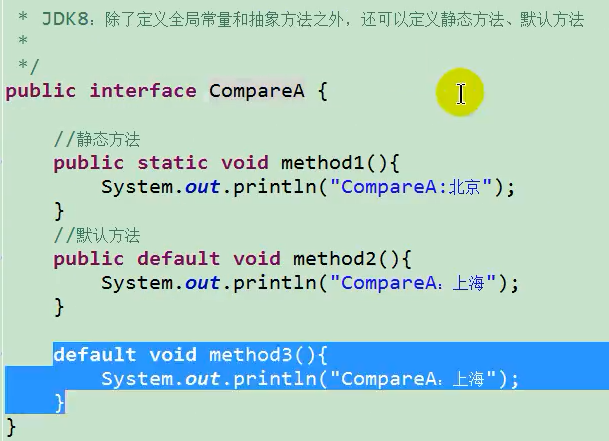 * JDK8：除了定义全局常量和抽象方法之外，还可以定义静态方法、默认方法
*
*/
public interface CompareA {
//静态方法
public static void method1(){
System.out.println("CompareA:北京");
}
//默认方法
public default void method2(){
System.out.println("CompareA：上海");
}
default void method3(){
System.out.println("CompareA：上海");
}
}